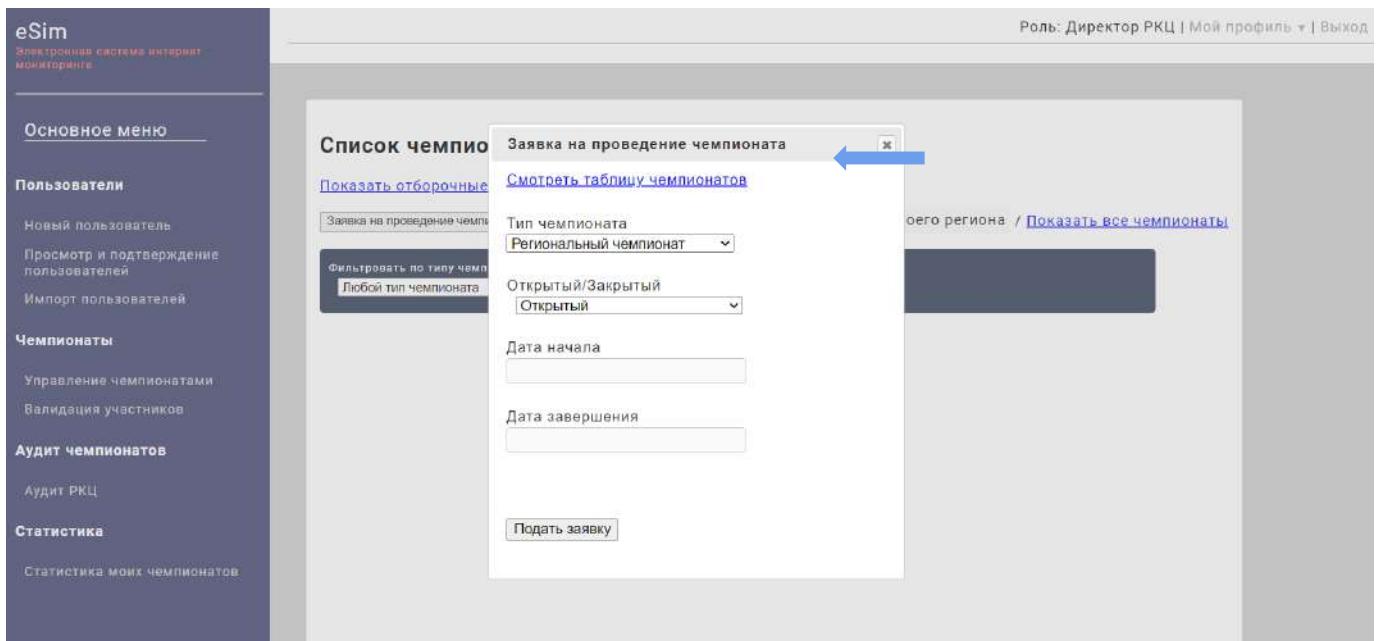 eSim
Электронная система интернет
мониторинга
Роль: Директор РКЦ | Мой профиль ▾ | Выход
Основное меню
Пользователи
Новый пользователь
Просмотр и подтверждение
пользователей
Импорт пользователей
Чемпионаты
Управление чемпионатами
Валидация участников
Аудит чемпионатов
Аудит РКЦ
Статистика
Статистика моих чемпионатов
Список чемпио
Показать отборочные
Заявка на проведение чемпи
оего региона / Показать все чемпионаты
Фильтровать по типу чемп
Любой тип чемпионата
Заявка на проведение чемпионата
Смотреть таблицу чемпионатов
Тип чемпионата
Региональный чемпионат
Открытый/Закрытый
Открытый
Дата начала
Дата завершения
Подать заявку